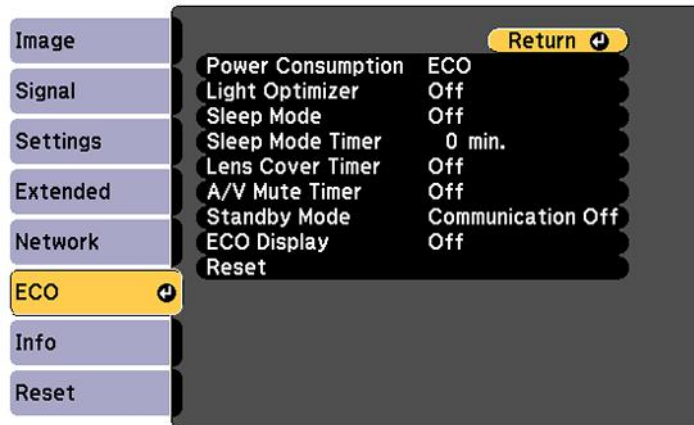 Image
Signal
Settings
Extended
Network
ECO
Info
Reset
Return
Power Consumption ECO
Light Optimizer Off
Sleep Mode Off
Sleep Mode Timer 0 min.
Lens Cover Timer Off
A/V Mute Timer Off
Standby Mode Communication Off
ECO Display Off
Reset